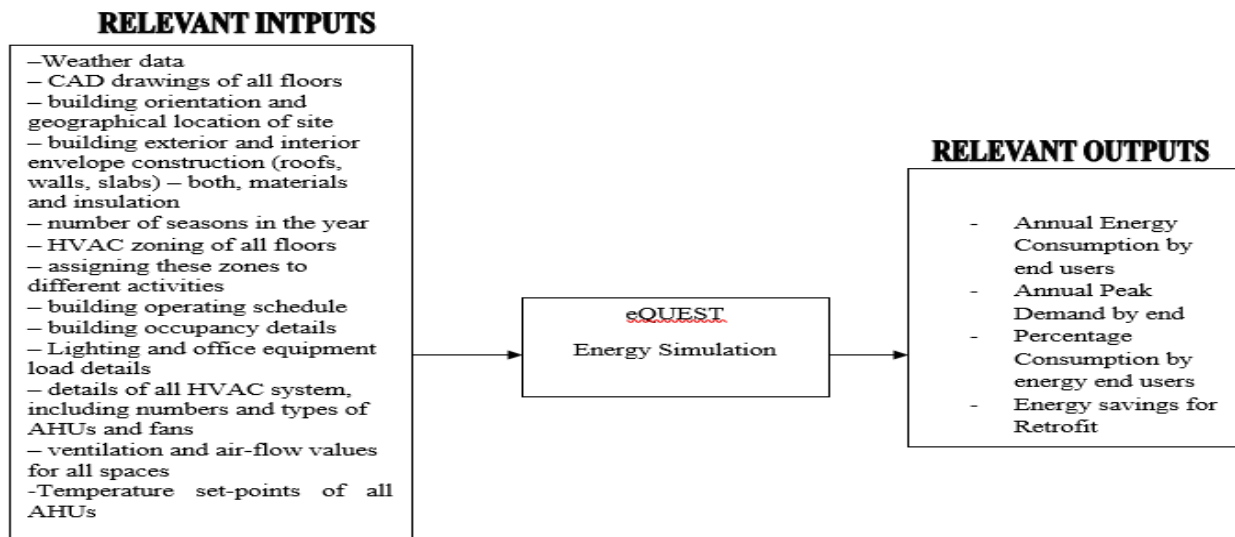 RELEVANT INTPUTS
–Weather data
– CAD drawings of all floors
– building orientation and
geographical location of site
– building exterior and interior
envelope construction (roofs,
walls, slabs) – both, materials
and insulation
– number of seasons in the year
– HVAC zoning of all floors
– assigning these zones to
different activities
– building operating schedule
– building occupancy details
– Lighting and office equipment
load details
– details of all HVAC system,
including numbers and types of
AHUs and fans
– ventilation and air-flow values
for all spaces
-Temperature set-points of all
AHUs
eQUEST
Energy Simulation
RELEVANT OUTPUTS
- Annual Energy
Consumption by
end users
- Annual Peak
Demand by end
- Percentage
Consumption by
energy end users
- Energy savings for
Retrofit